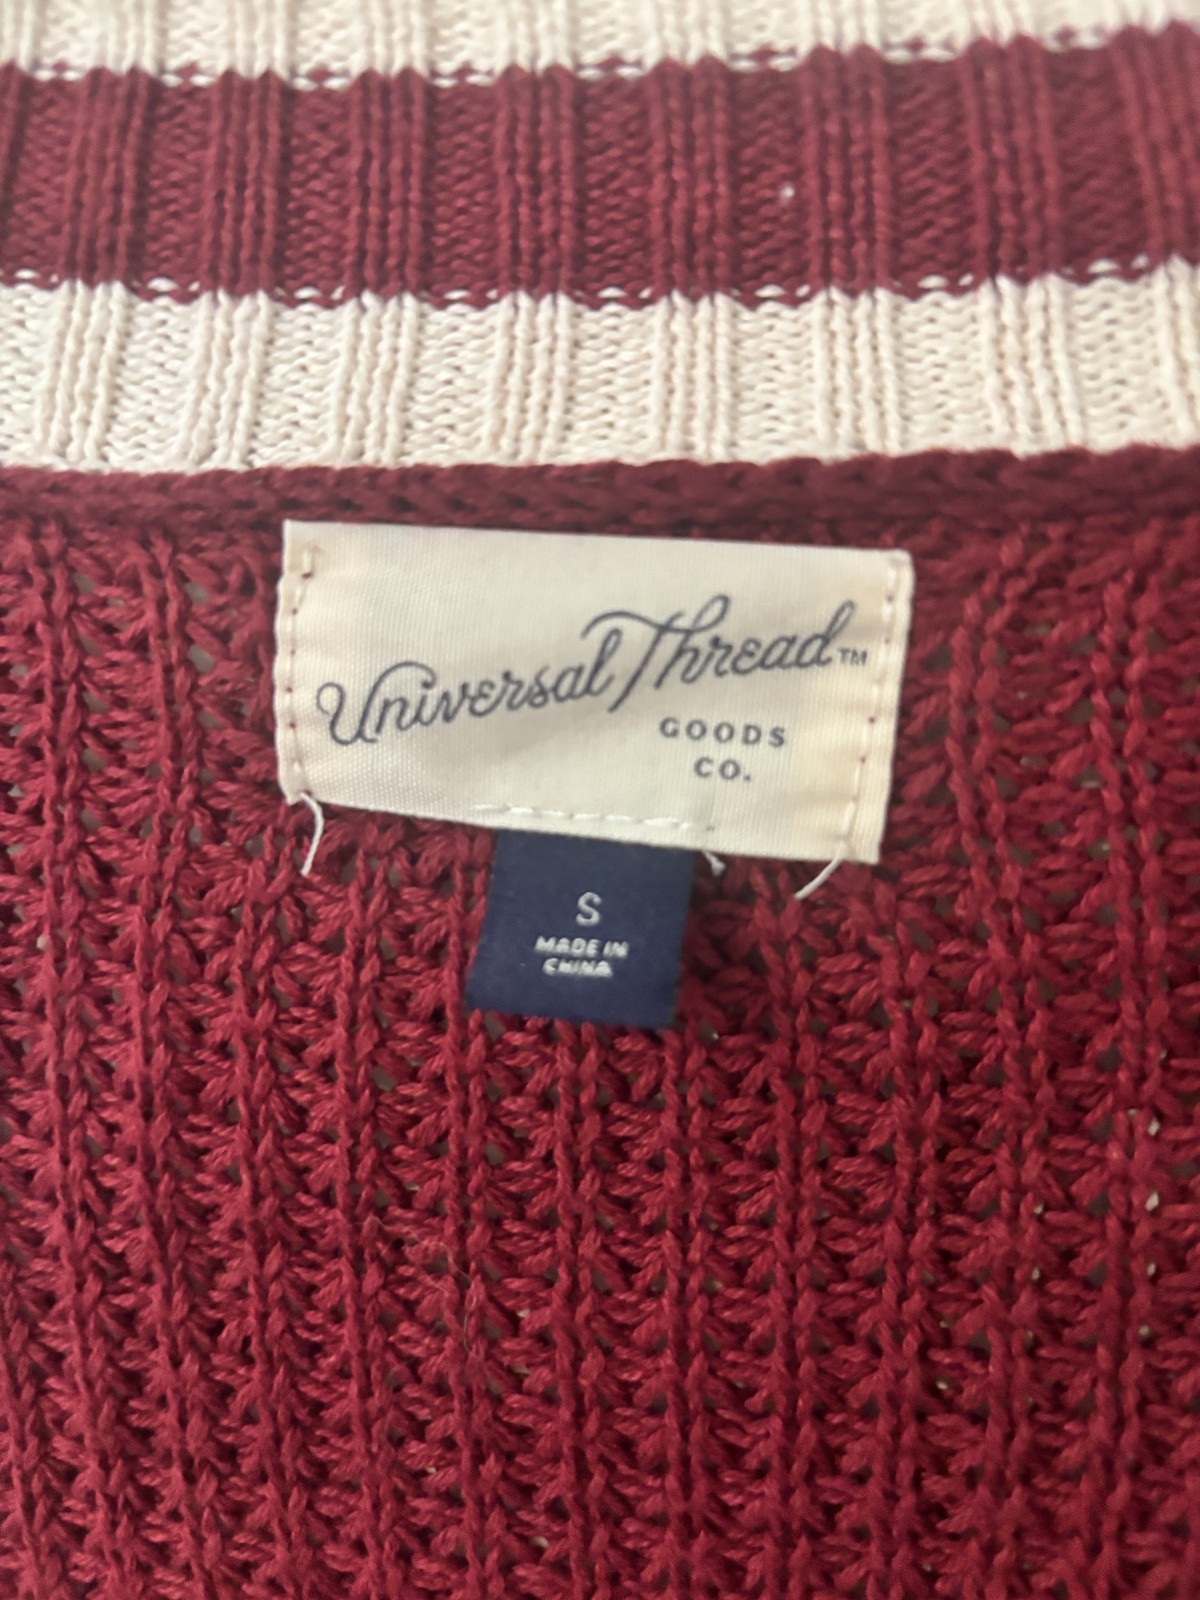 Universal Thread™
GOODS
CO.
S
MADE IN
CHINA